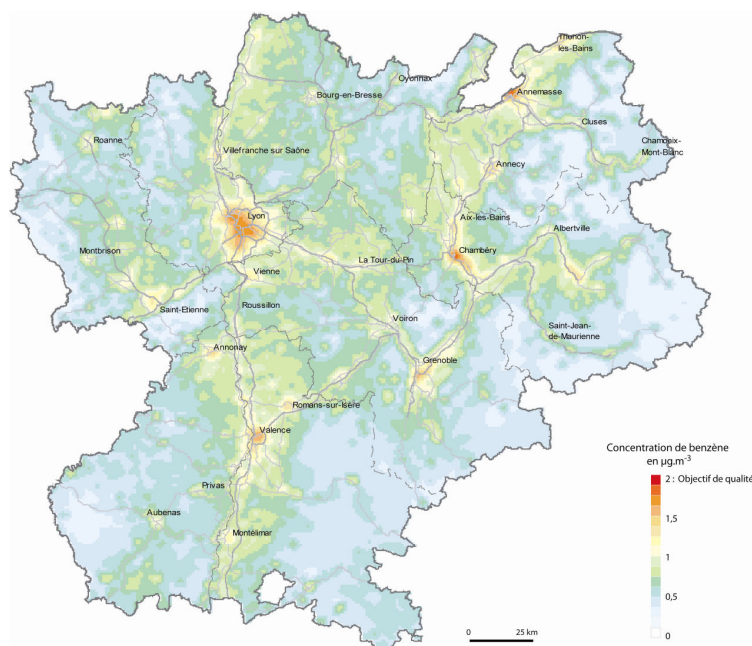 Thonon-
les-Bains
Oyonnax
Annemasse
Bourg-en-Bresse
Cluses
Roanne
Chamonix-
Mont-Blanc
Villefranche sur Saône
Annecy
Lyon
Aix-les-Bains
Albertville
Montbrison
Chambéry
La Tour-du-Pin
Vienne
Saint-Etienne
Roussillon
Voiron
Saint-Jean-
de-Maurienne
Annonay
Grenoble
Romans-sur-Isère
Valence
Concentration de benzène
en µg.m-3
2 : Objectif de qualité
Privas
Aubenas
1,5
Montélimar
1
0,5
0
0 25 km